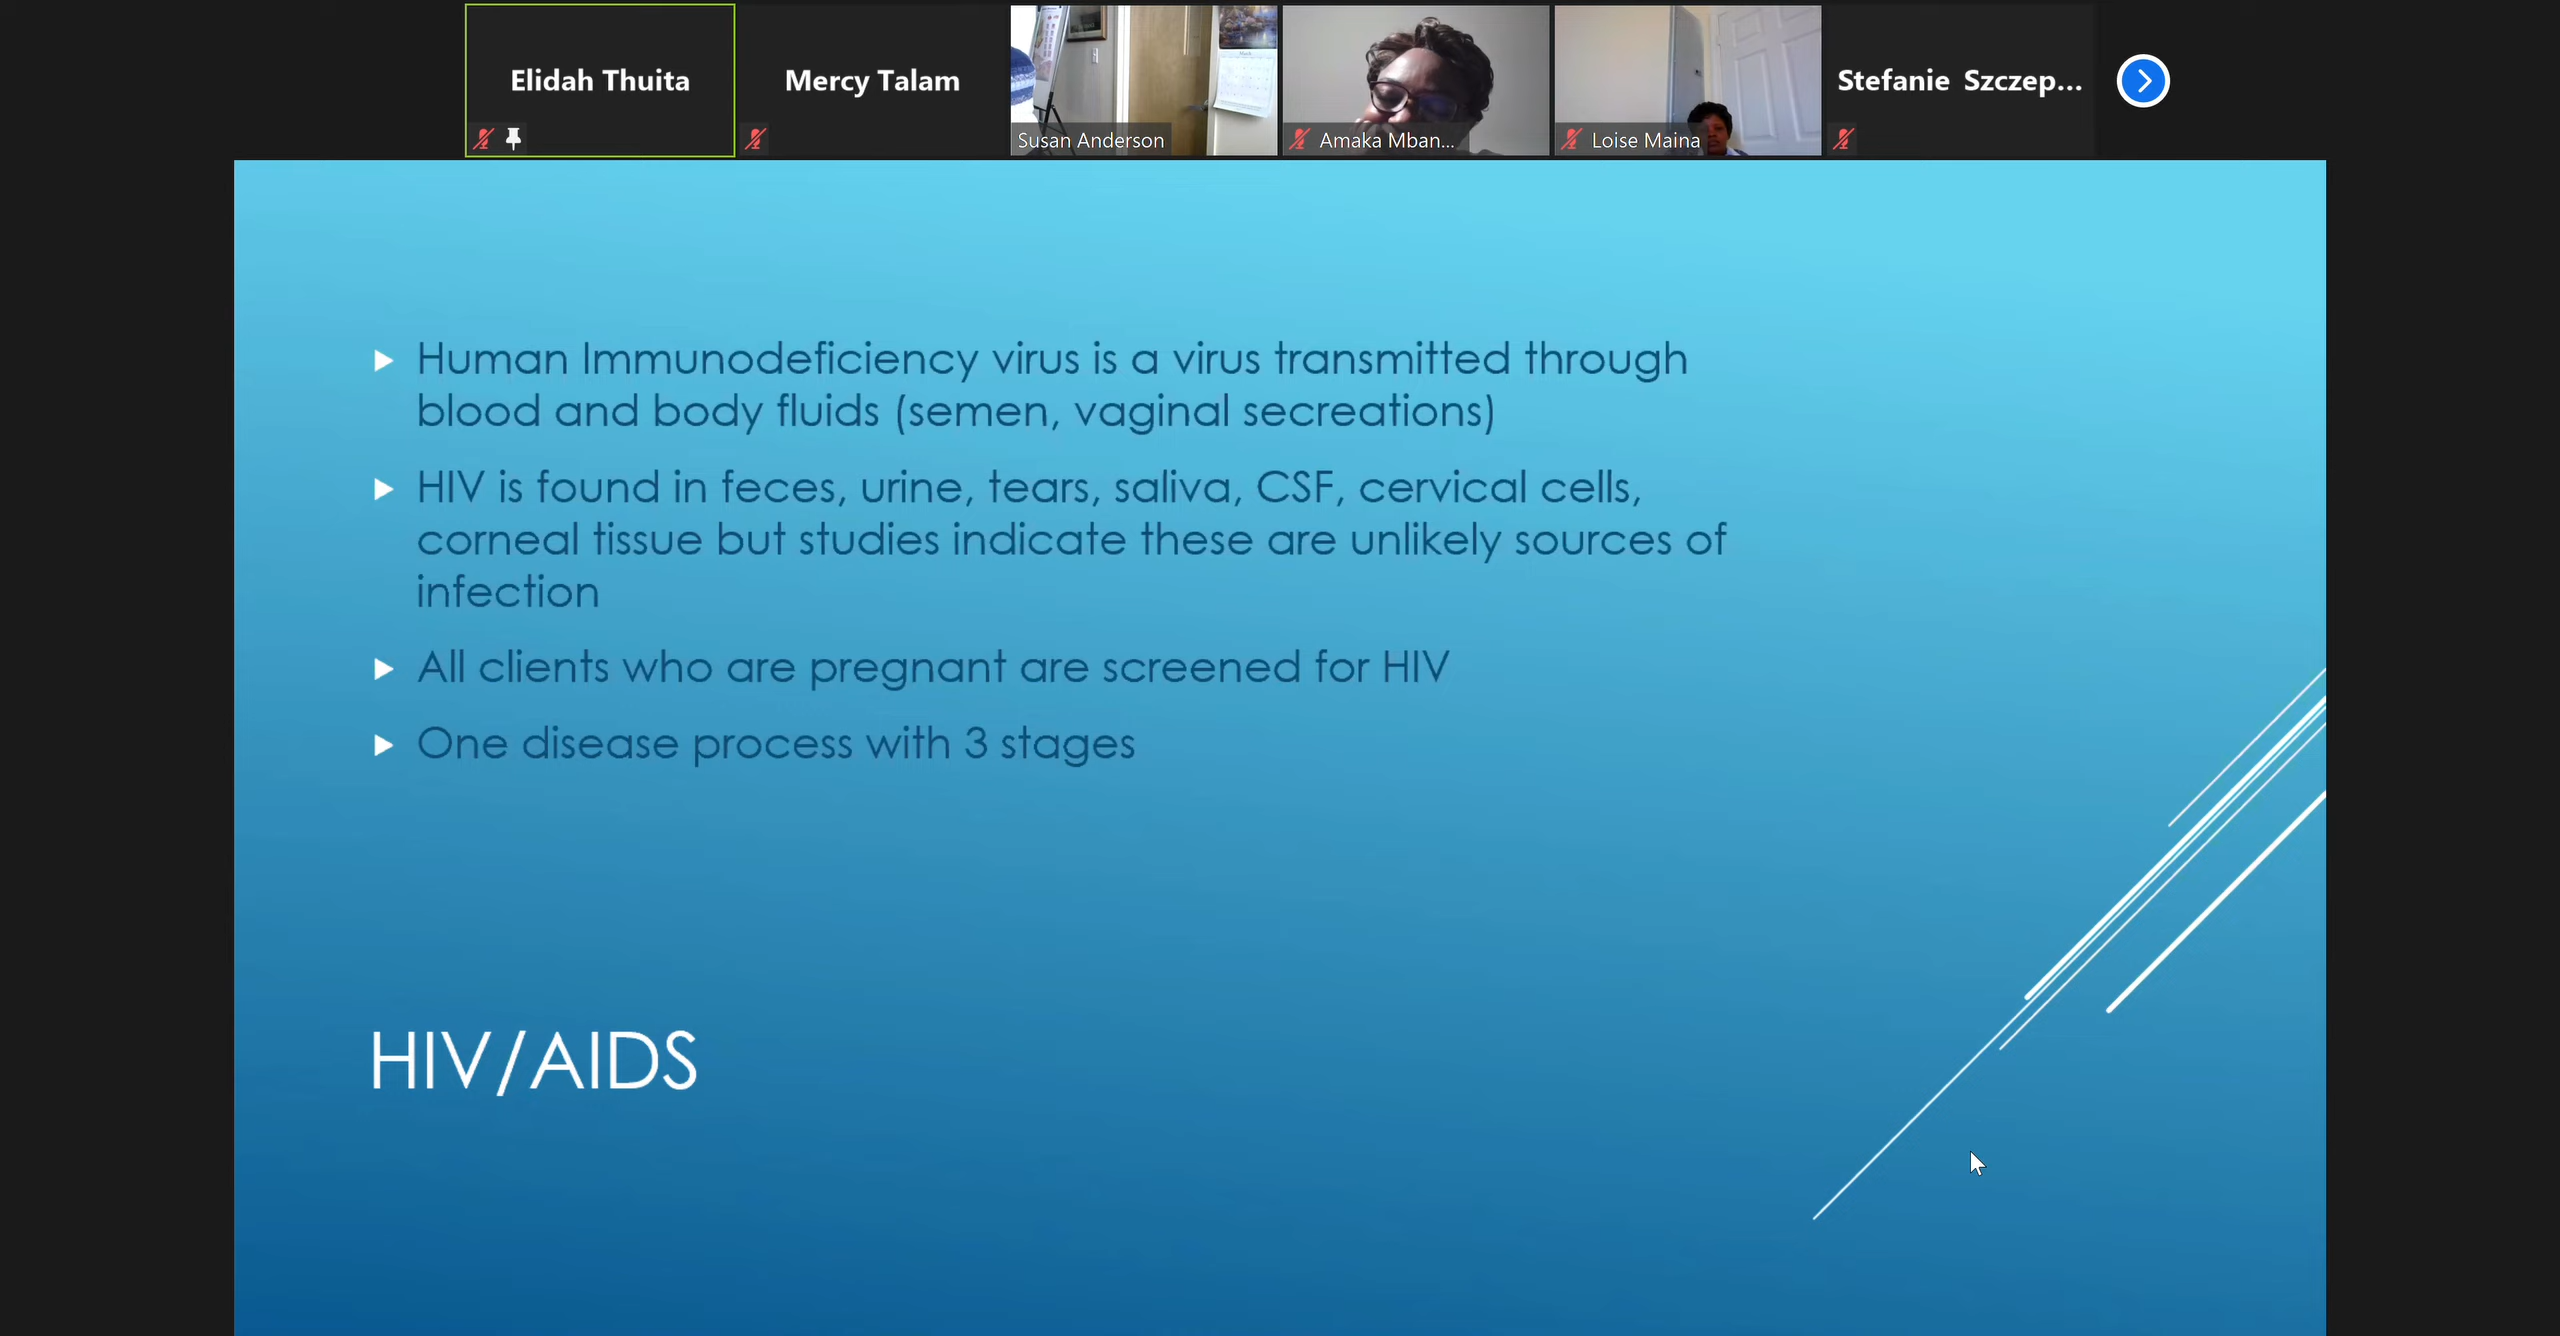 Elidah Thuita
Mercy Talam
Susan Anderson
Amaka Mban...
Loise Maina
Stefanie Szczep...
Human Immunodeficiency virus is a virus transmitted through
blood and body fluids (semen, vaginal secreations)
HIV is found in feces, urine, tears, saliva, CSF, cervical cells,
corneal tissue but studies indicate these are unlikely sources of
infection
All clients who are pregnant are screened for HIV
One disease process with 3 stages
HIV/AIDS